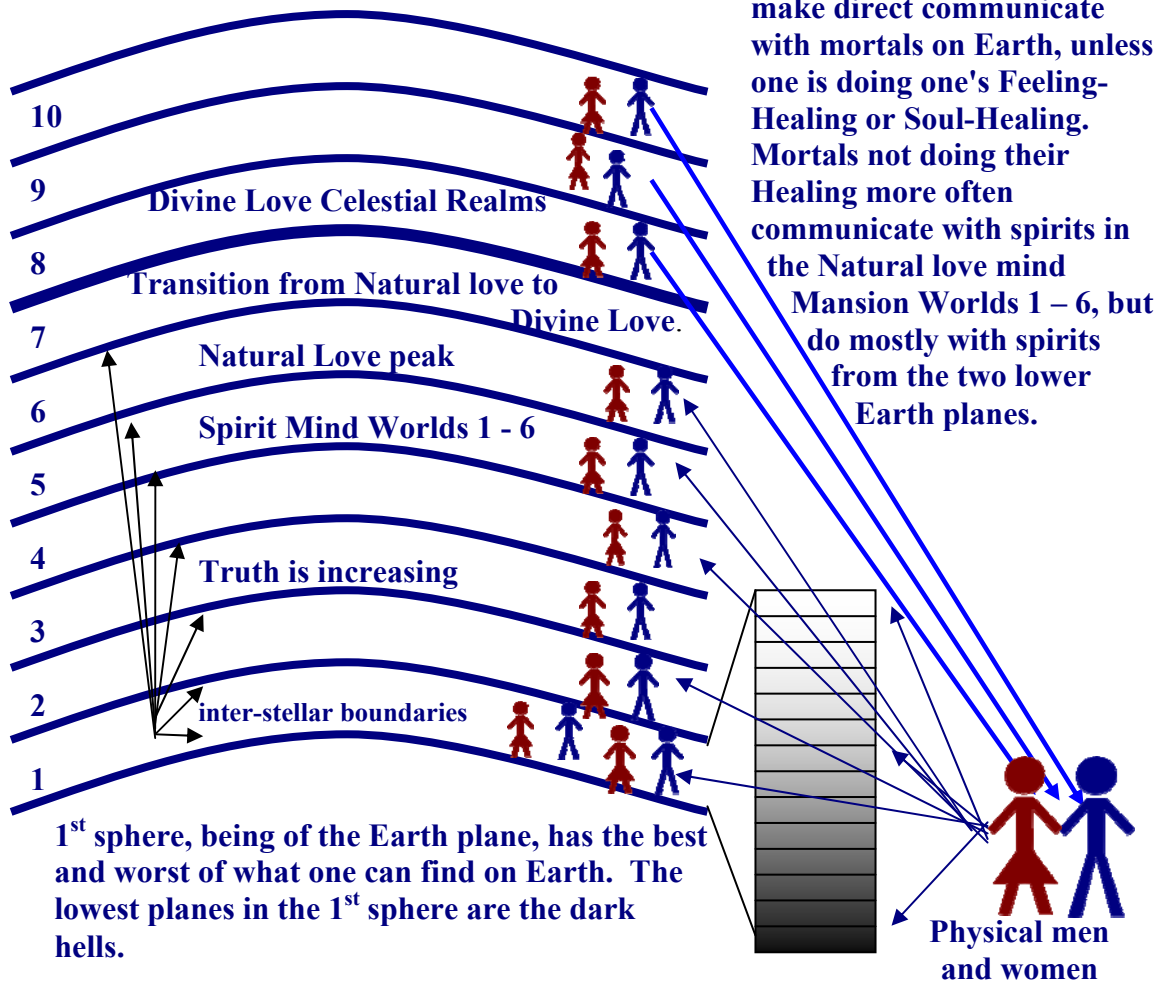 make direct communicate
with mortals on Earth, unless
one is doing one's Feeling-
Healing or Soul-Healing.
Mortals not doing their
Healing more often
communicate with spirits in
the Natural love mind
Mansion Worlds 1 – 6, but
do mostly with spirits
from the two lower
Earth planes.
10
9
Divine Love Celestial Realms
8
Transition from Natural love to
Divine Love.
7
Natural Love peak
6
Spirit Mind Worlds 1 - 6
5
4
Truth is increasing
3
2
inter-stellar boundaries
1
1st sphere, being of the Earth plane, has the best
and worst of what one can find on Earth.  The
lowest planes in the 1st sphere are the dark
hells.
Physical men
and women